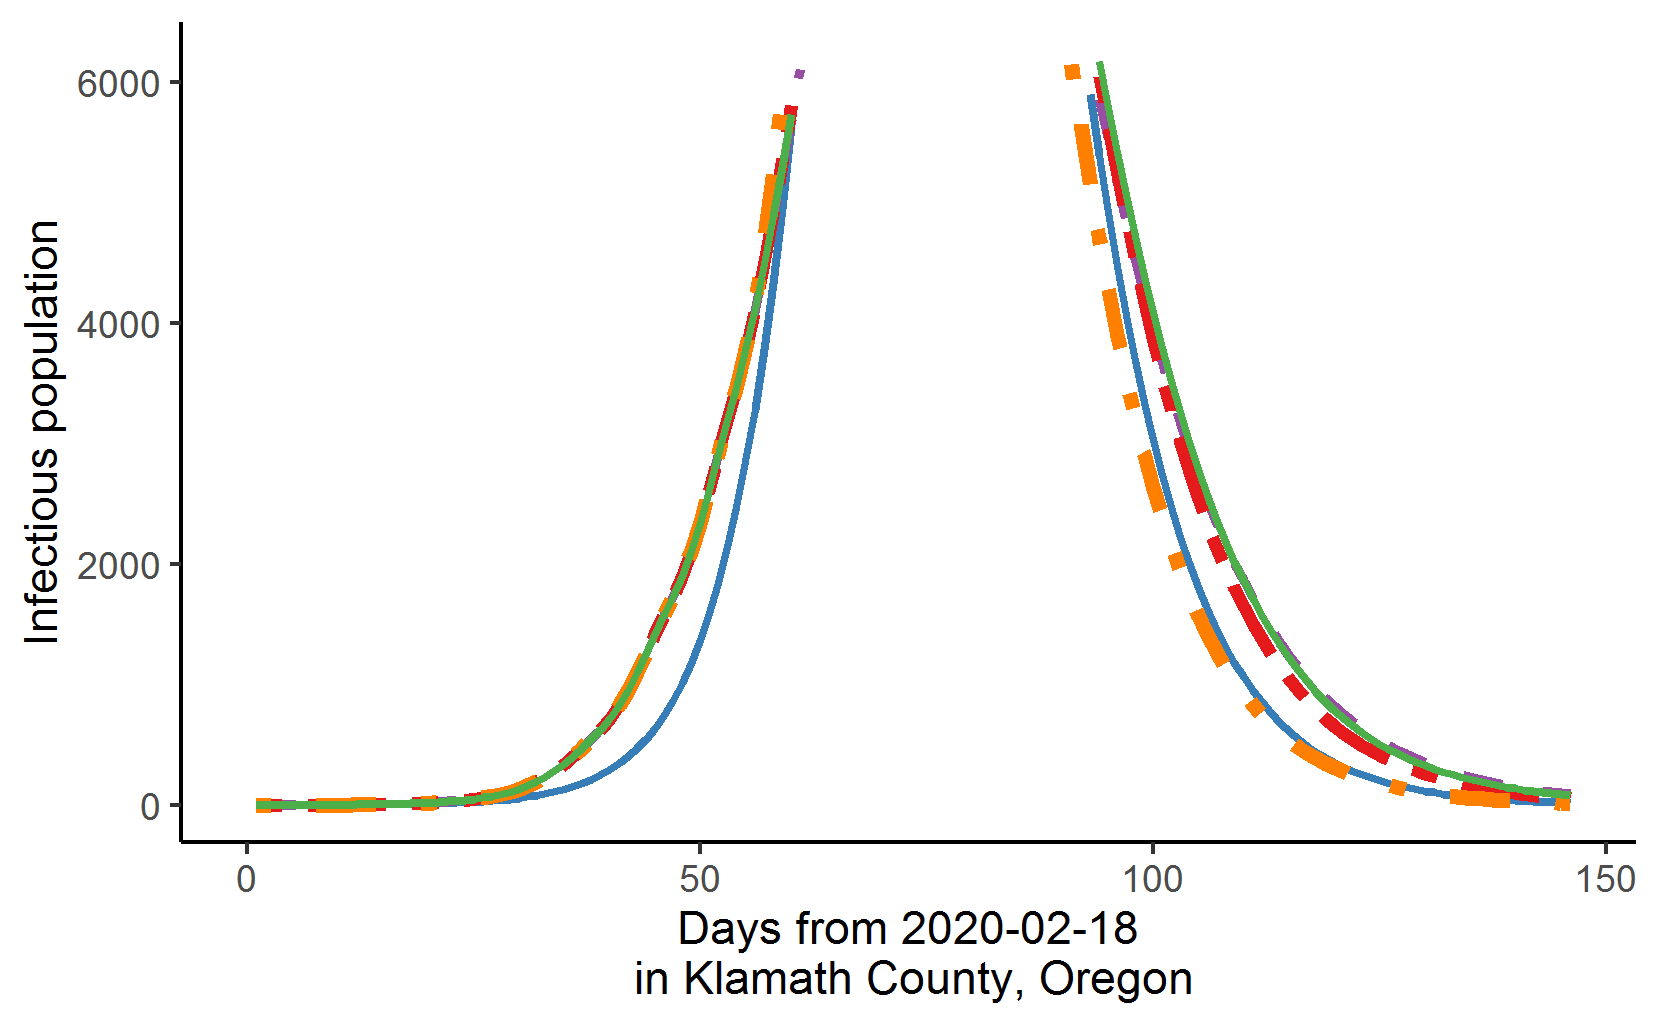 Infectious population
6000
4000
2000
0
0 50 100 150
Days from 2020-02-18
in Klamath County, Oregon